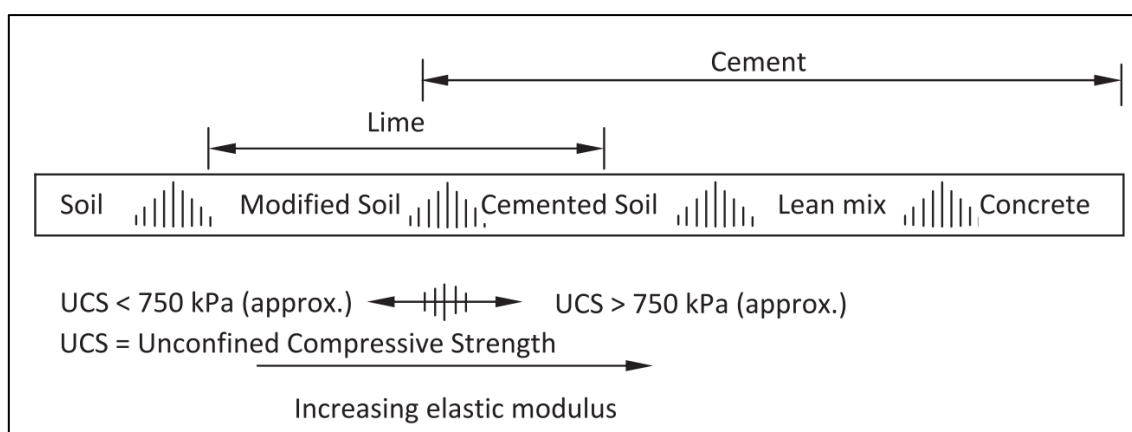 Cement
Lime
Soil Modified Soil Cemented Soil Lean mix Concrete
UCS < 750 kPa (approx.) UCS > 750 kPa (approx.)
UCS = Unconfined Compressive Strength
Increasing elastic modulus